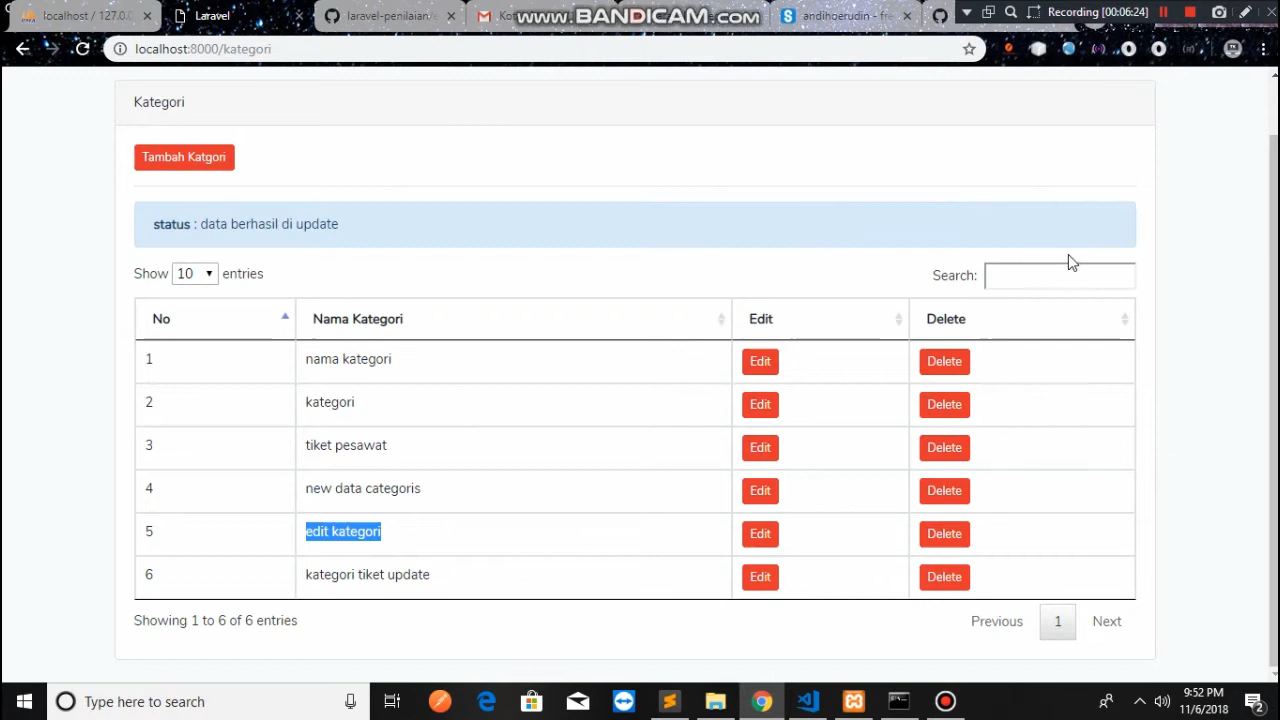 localhost / 127.0.
Laravel
laravel-penilaian
www.BANDICAM.com
andihoerudin - fre
Recording [00:06:24]
localhost:8000/kategori
Kategori
Tambah Katgori
status : data berhasil di update
Show 10 entries
Search:
No Nama Kategori Edit Delete
1 nama kategori Edit Delete
2 kategori Edit Delete
3 tiket pesawat Edit Delete
4 new data categoris Edit Delete
5 edit kategori Edit Delete
6 kategori tiket update Edit Delete
Showing 1 to 6 of 6 entries
Previous 1 Next
Type here to search
9:52 PM
11/6/2018